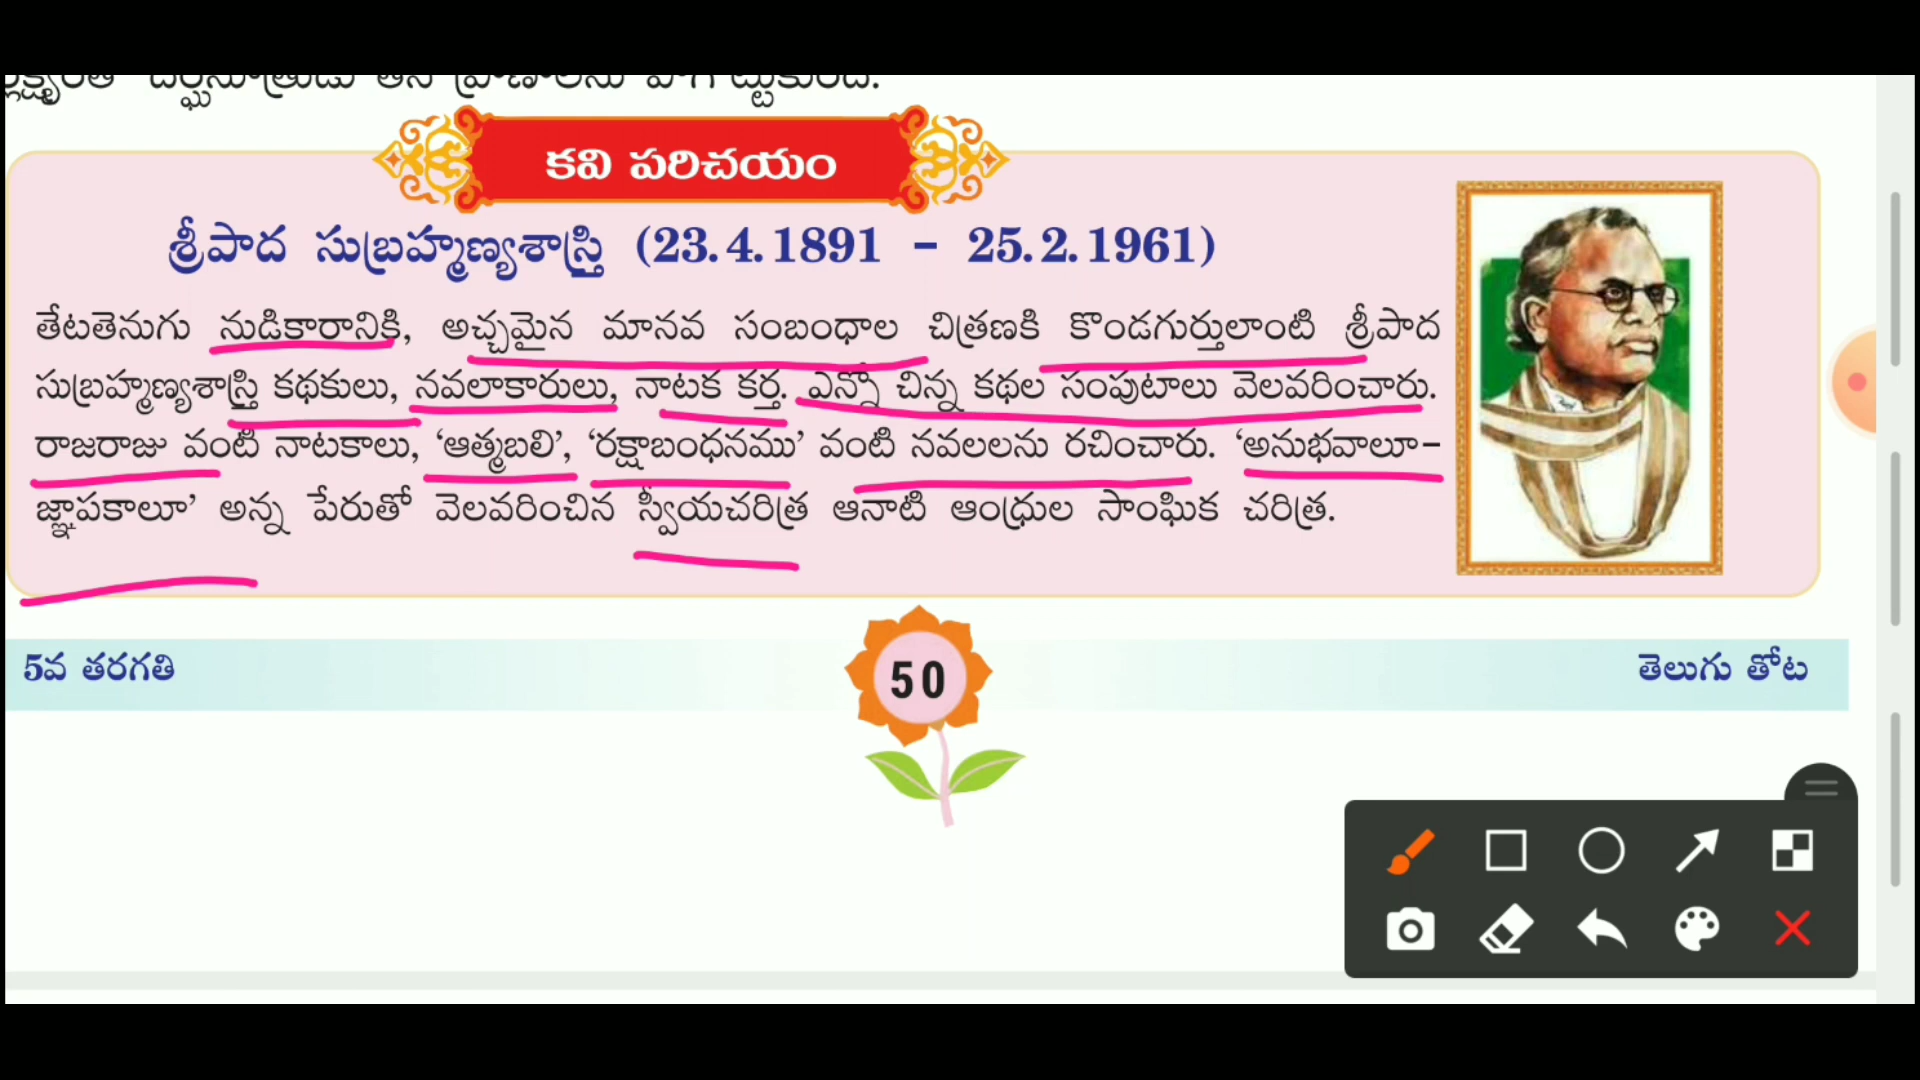 తన
కవి పరిచయం
శ్రీపాద సుబ్రహ్మణ్యశాస్త్రి (23.4.1891 - 25.2.1961)
తేటతెనుగు నుడికారానికి, అచ్చమైన మానవ సంబంధాల చిత్రణకి కొండగుర్తులాంటి శ్రీపాద
సుబ్రహ్మణ్యశాస్త్రి కథకులు, నవలాకారులు, నాటక కర్త. ఎన్నో చిన్న కథల సంపుటాలు వెలవరించారు.
రాజరాజు వంటి నాటకాలు, ‘ఆత్మబలి’, ‘రక్షాబంధనము’ వంటి నవలలను రచించారు. ‘అనుభవాలూ-
జ్ఞాపకాలూ’ అన్న పేరుతో వెలవరించిన స్వీయచరిత్ర ఆనాటి ఆంధ్రుల సాంఘిక చరిత్ర.
5వ తరగతి
50
తెలుగు తోట